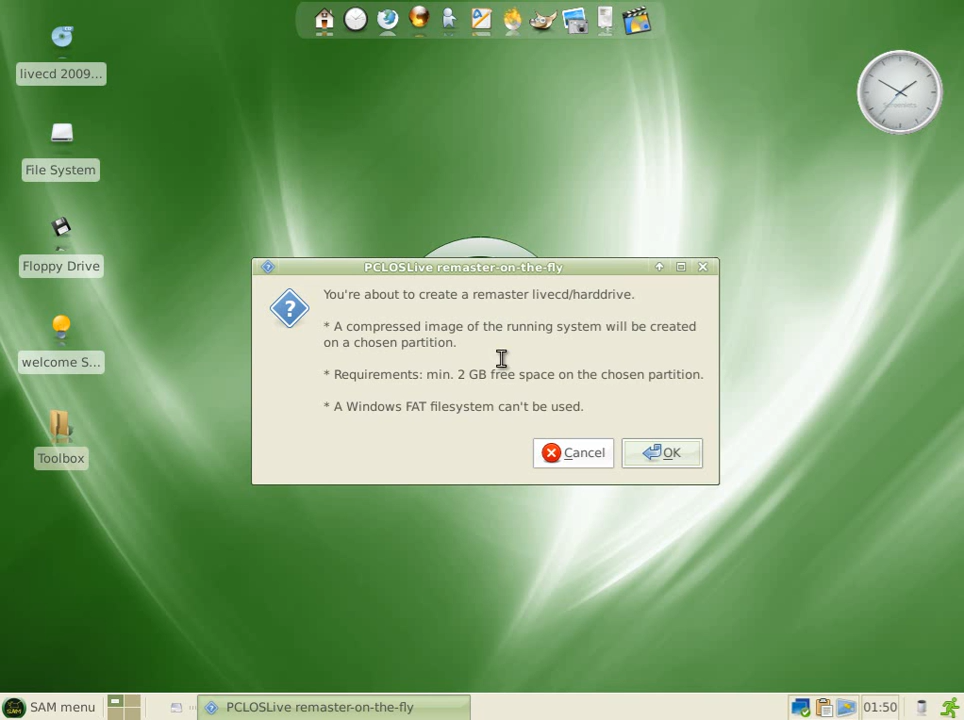 livecd 2009...
File System
Floppy Drive
welcome S...
Toolbox
PCLOSLive remaster-on-the-fly
You're about to create a remaster livecd/harddrive.
* A compressed image of the running system will be created
on a chosen partition.
* Requirements: min. 2 GB free space on the chosen partition.
* A Windows FAT filesystem can't be used.
Cancel
OK
SAM menu
PCLOSLive remaster-on-the-fly
01:50